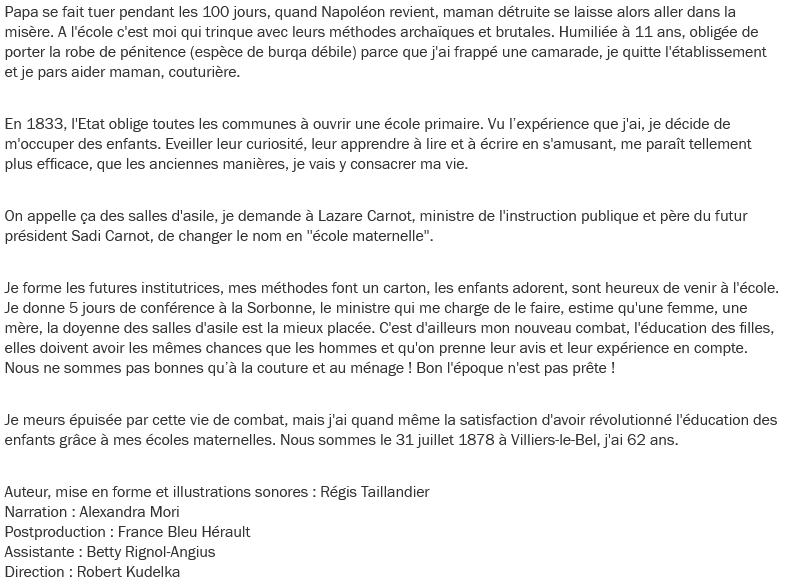 Papa se fait tuer pendant les 100 jours, quand Napoléon revient, maman détruite se laisse alors aller dans la
misère. A l'école c'est moi qui trinque avec leurs méthodes archaïques et brutales. Humiliée à 11 ans, obligée de
porter la robe de pénitence (espèce de burqa débile) parce que j'ai frappé une camarade, je quitte l'établissement
et je pars aider maman, couturière.
En 1833, l'Etat oblige toutes les communes à ouvrir une école primaire. Vu l’expérience que j'ai, je décide de
m'occuper des enfants. Eveiller leur curiosité, leur apprendre à lire et à écrire en s'amusant, me paraît tellement
plus efficace, que les anciennes manières, je vais y consacrer ma vie.
On appelle ça des salles d'asile, je demande à Lazare Carnot, ministre de l'instruction publique et père du futur
président Sadi Carnot, de changer le nom en "école maternelle".
Je forme les futures institutrices, mes méthodes font un carton, les enfants adorent, sont heureux de venir à l'école.
Je donne 5 jours de conférence à la Sorbonne, le ministre qui me charge de le faire, estime qu'une femme, une
mère, la doyenne des salles d'asile est la mieux placée. C'est d'ailleurs mon nouveau combat, l'éducation des filles,
elles doivent avoir les mêmes chances que les hommes et qu'on prenne leur avis et leur expérience en compte.
Nous ne sommes pas bonnes qu’à la couture et au ménage ! Bon l'époque n'est pas prête !
Je meurs épuisée par cette vie de combat, mais j'ai quand même la satisfaction d'avoir révolutionné l'éducation des
enfants grâce à mes écoles maternelles. Nous sommes le 31 juillet 1878 à Villiers-le-Bel, j'ai 62 ans.
Auteur, mise en forme et illustrations sonores : Régis Taillandier
Narration : Alexandra Mori
Postproduction : France Bleu Hérault
Assistante : Betty Rignol-Angius
Direction : Robert Kudelka